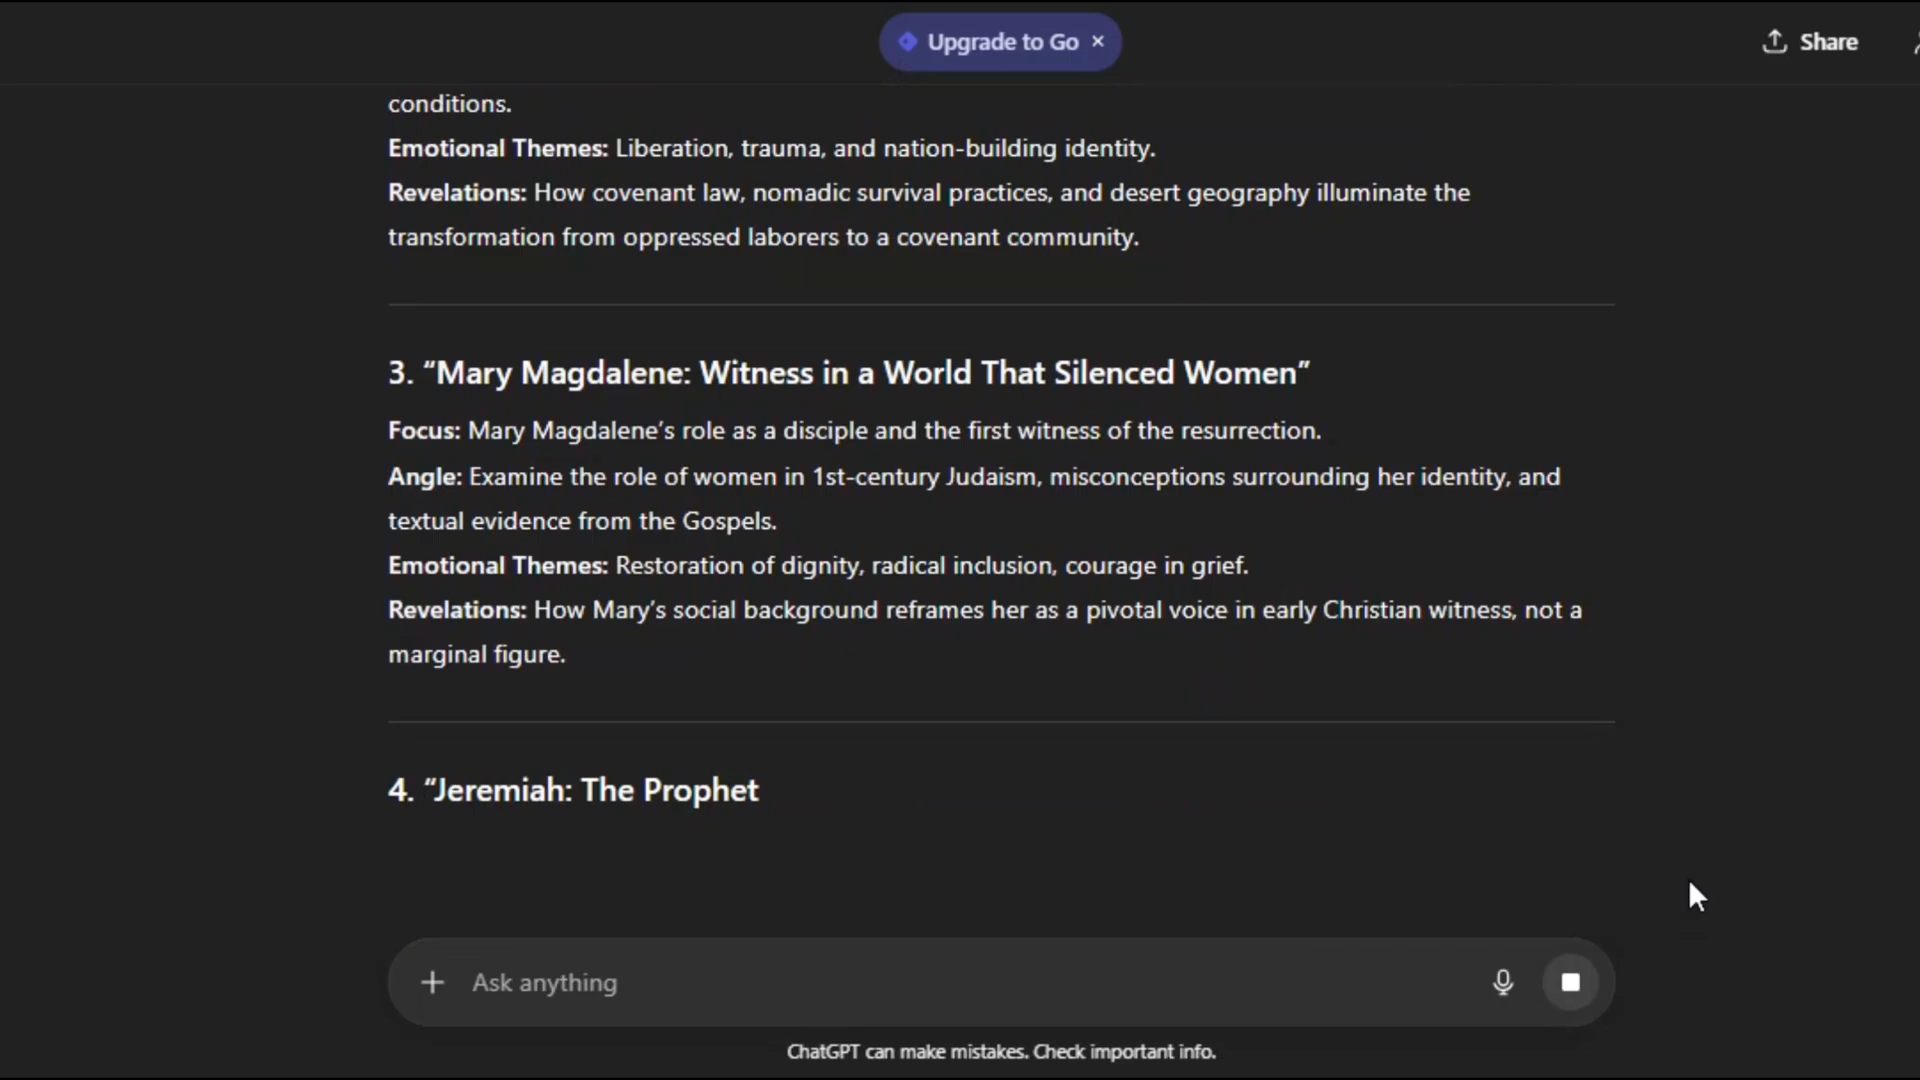 Upgrade to Go ×
Share
conditions.
Emotional Themes: Liberation, trauma, and nation-building identity.
Revelations: How covenant law, nomadic survival practices, and desert geography illuminate the
transformation from oppressed laborers to a covenant community.
3. “Mary Magdalene: Witness in a World That Silenced Women”
Focus: Mary Magdalene’s role as a disciple and the first witness of the resurrection.
Angle: Examine the role of women in 1st-century Judaism, misconceptions surrounding her identity, and
textual evidence from the Gospels.
Emotional Themes: Restoration of dignity, radical inclusion, courage in grief.
Revelations: How Mary’s social background reframes her as a pivotal voice in early Christian witness, not a
marginal figure.
4. “Jeremiah: The Prophet
Ask anything
ChatGPT can make mistakes. Check important info.